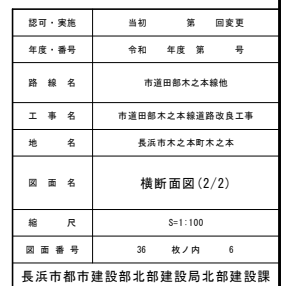 認可・実施 当初 第 回変更
年度・番号 令和 年度 第 号
路線名 市道田部木之本線他
工事名 市道田部木之本線道路改良工事
地名 長浜市木之本町木之本
図面名 横断面図(2/2)
縮尺 S=1:100
図面番号 36 枚ノ内 6
長浜市都市建設部北部建設局北部建設課